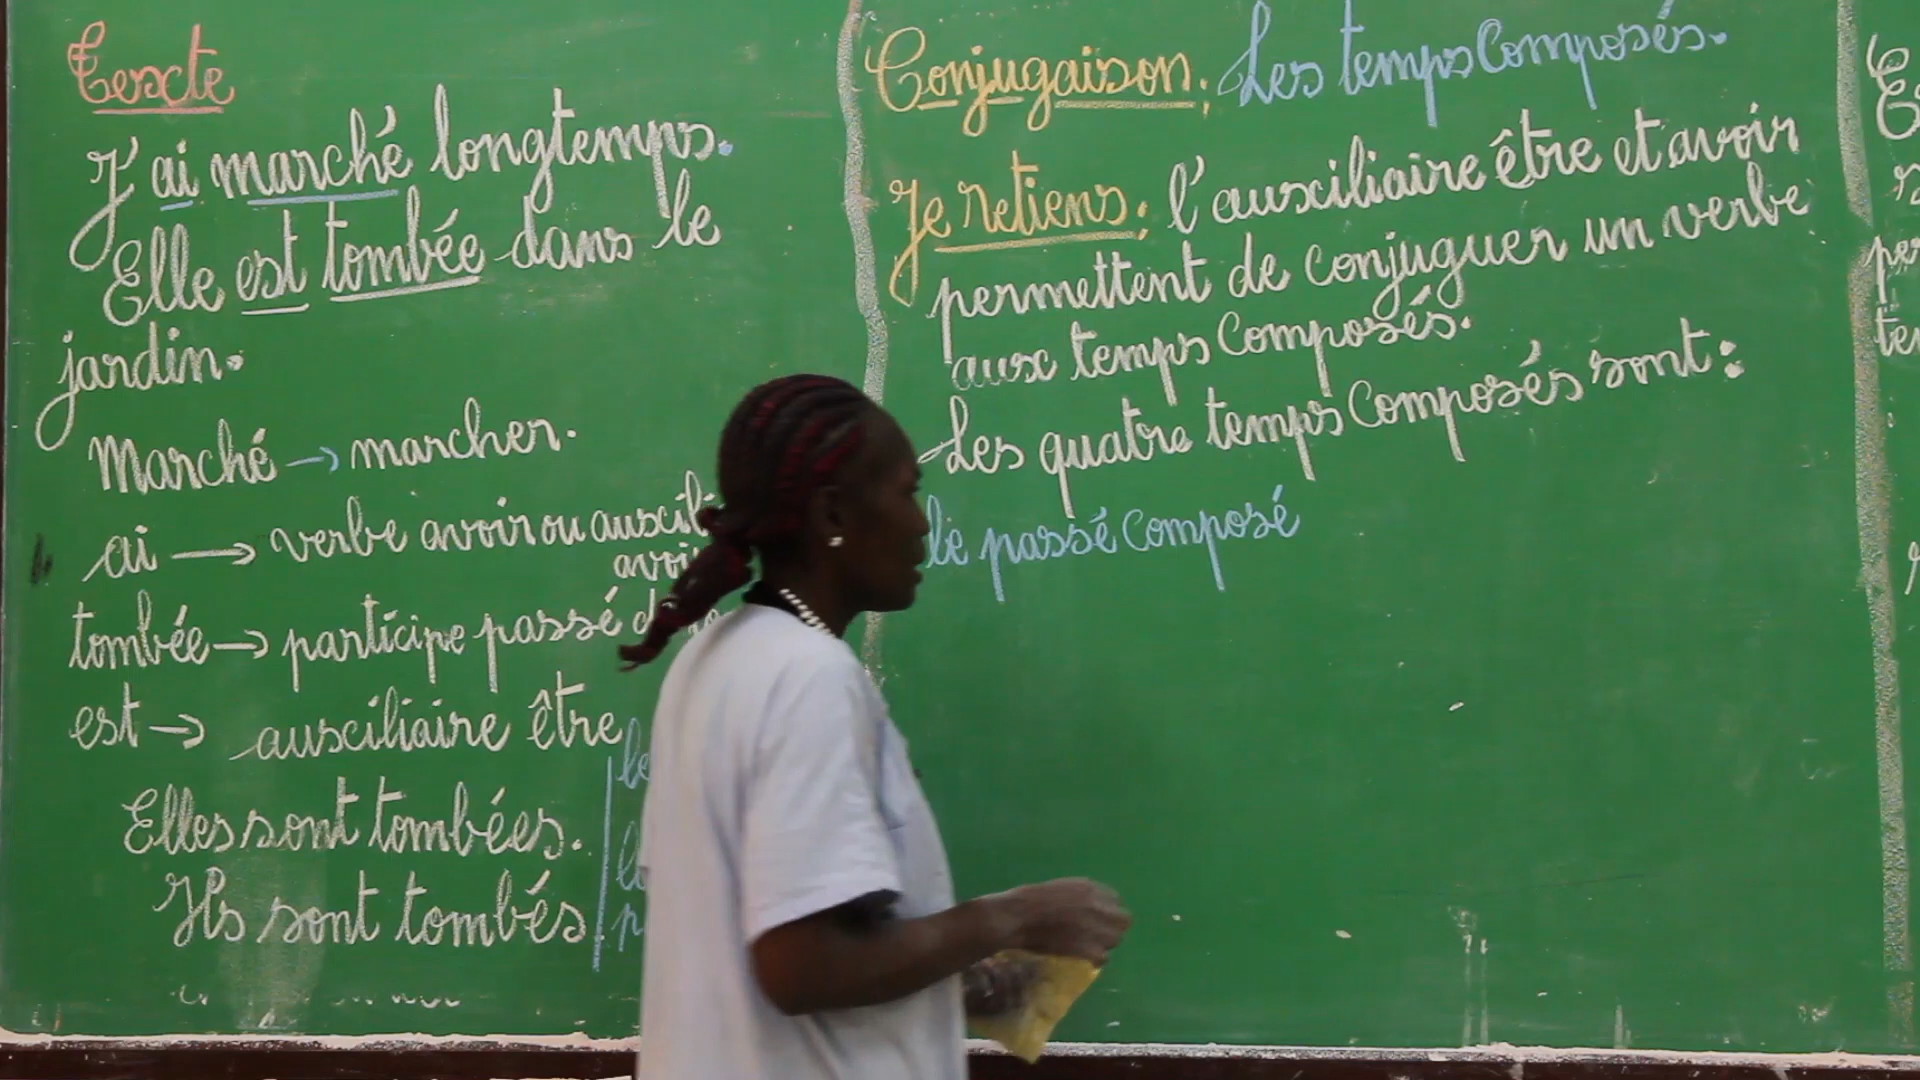 Texte
J'ai marché longtemps.
Elle est tombée dans le
jardin.
Marché → marcher.
ai → verbe avoir ou
tombée → participe passé
est → auxiliaire être
Elles sont tombées.
Ils sont tombés
Conjugaison: Les temps Composés.
Je retiens: l'auxiliaire être et avoir
permettent de conjuguer un verbe
aux temps Composés.
Les quatre temps Composés sont:
le passé Composé